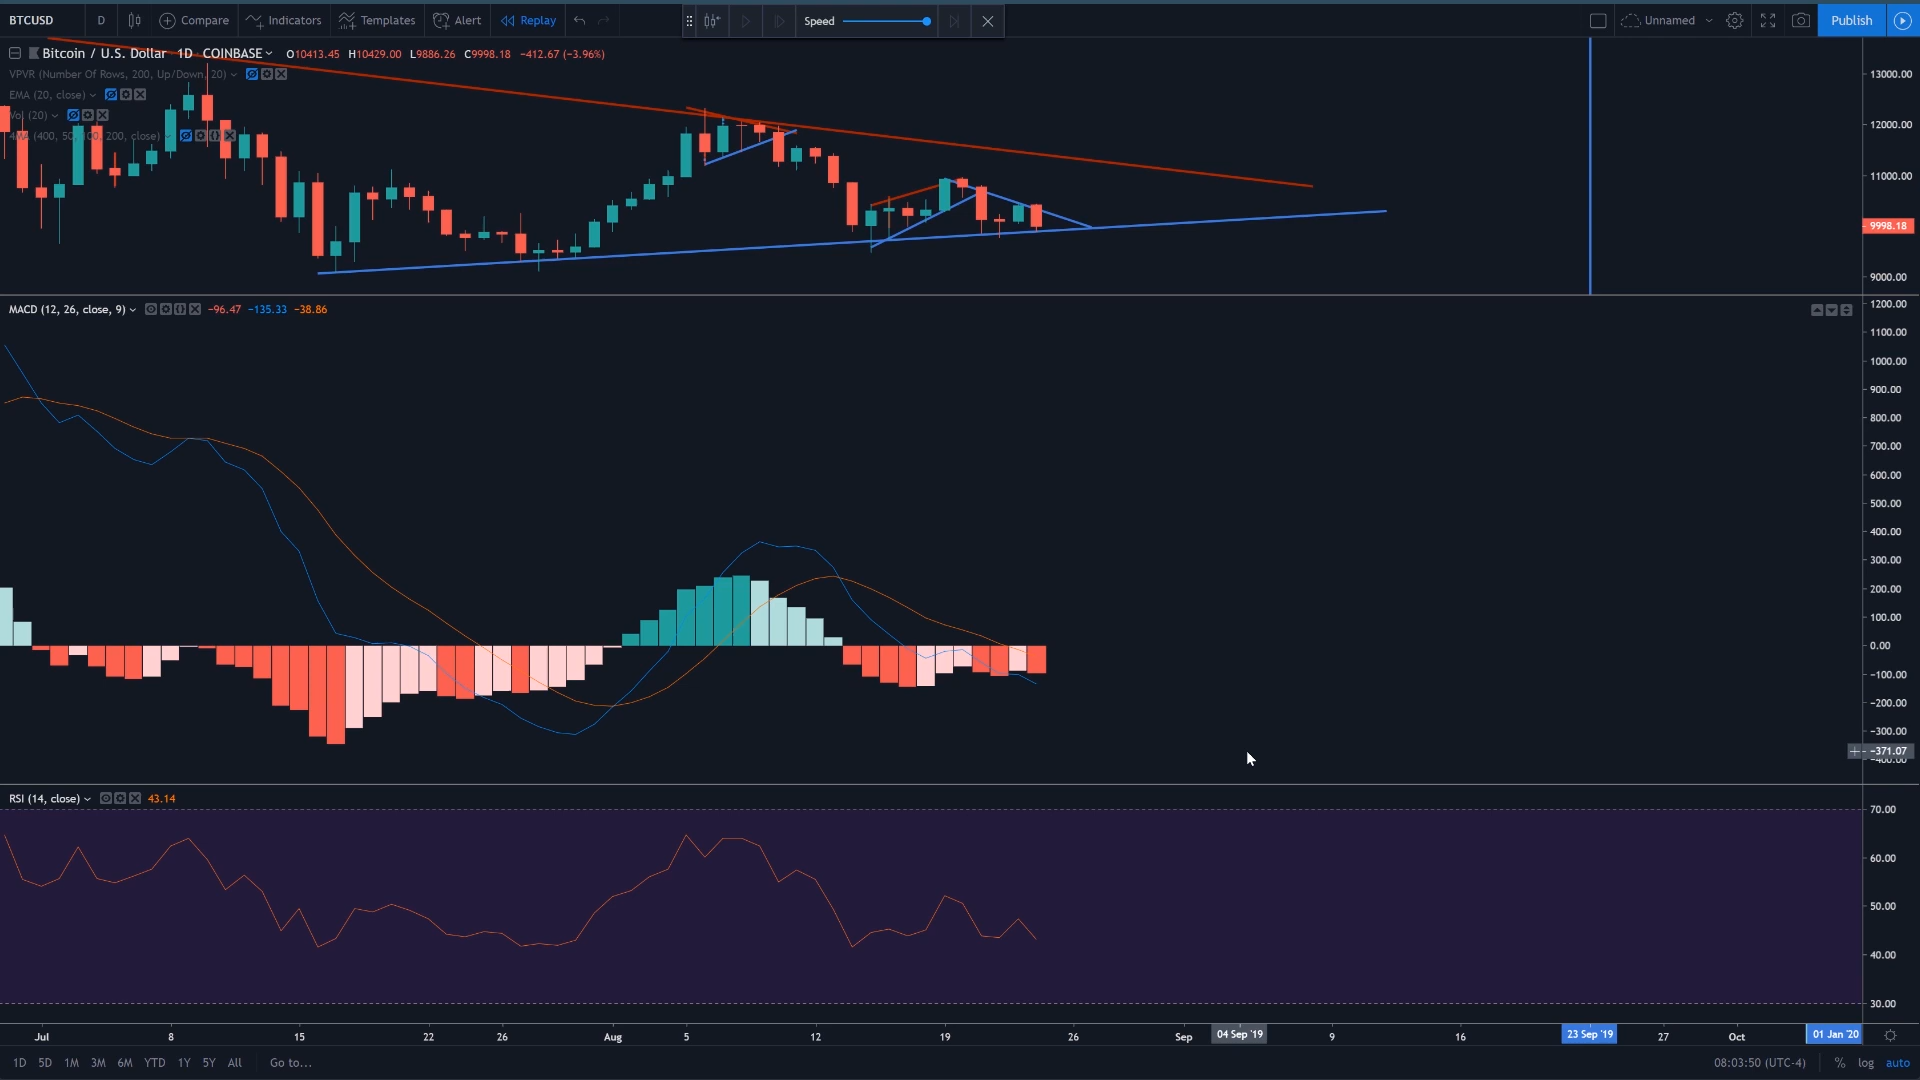 BTCUSD D Compare Indicators Templates Alert Replay Speed Unnamed Publish
Bitcoin / U.S. Dollar 1D COINBASE O10413.45 H10429.00 L9886.26 C9998.18 −412.67 (−3.96%)
VPVR (Number Of Rows, 200, Up/Down, 20)
EMA (20, close)
Vol (20)
200, close)
13000.00
12000.00
11000.00
9998.18
9000.00
MACD (12, 26, close, 9) −96.47 −135.33 −38.86
1200.00
1100.00
1000.00
900.00
800.00
700.00
600.00
500.00
400.00
300.00
200.00
100.00
0.00
−100.00
−200.00
−300.00
−371.07
−400.00
RSI (14, close) 43.14
70.00
60.00
50.00
40.00
30.00
Jul 8 15 22 26 Aug 5 12 19 26 Sep 04 Sep '19 9 16 23 Sep '19 27 Oct 01 Jan '20
1D 5D 1M 3M 6M YTD 1Y 5Y All Go to... 08:03:50 (UTC-4) % log auto